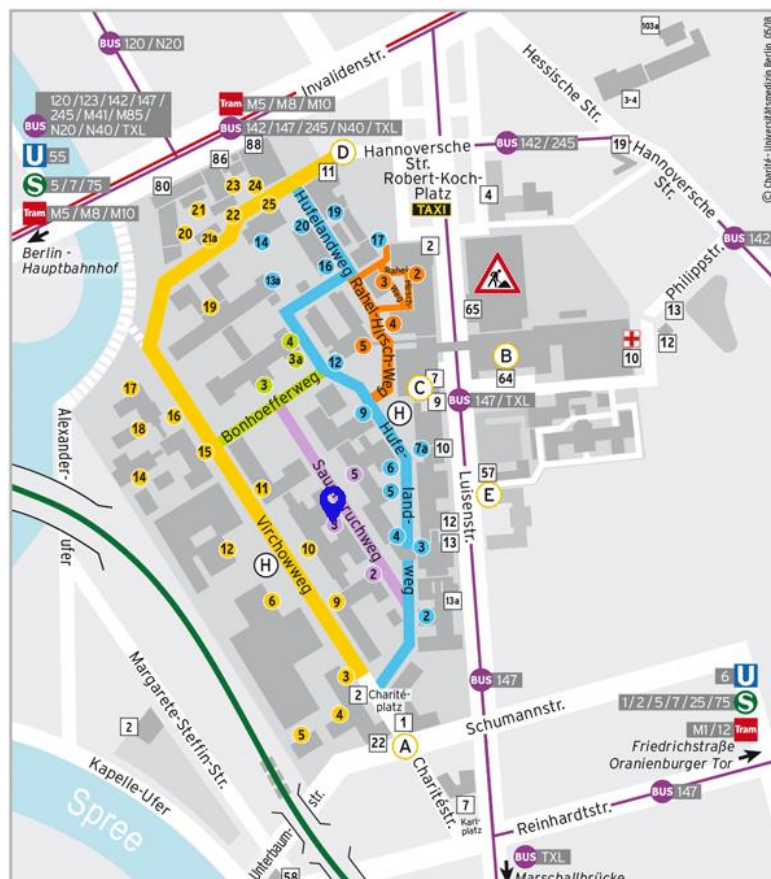 BUS 120 / N20
120 / 123 / 142 / 147 /
245 / M41 / M85 /
BUS N20 / N40 / TXL
U 55
S 5 / 7 / 75
Tram M5 / M8 / M10
Berlin -
Hauptbahnhof
Tram M5 / M8 / M10
BUS 142 / 147 / 245 / N40 / TXL
Invalidenstr.
103a
3-4
Hessische Str.
© Charité - Universitätsmedizin Berlin, 05/18
88
86
80
D
11
Hannoversche
Str.
BUS 142 / 245
19
Hannoversche
Str.
Robert-Koch-
Platz
TAXI
4
BUS 142
Philippstr.
23
24
21
22
25
20
21a
14
20
19
17
2
Hufelandweg
13a
16
Rahel-
Hirsch-
Weg
3
2
65
13
12
10
19
4
3a
4
5
Rahel-Hirsch-Weg
12
B
64
3
Bonhoefferweg
6
C
7
9
H
BUS 147 / TXL
17
16
18
15
14
9
Hufe-
land-
weg
7a
10
6
5
5
11
Sauerbruchweg
3
57
E
Luisenstr.
Alexander-
ufer
Virchowweg
12
H
10
4
3
12
13
2
6
9
13a
2
3
2
Charité-
platz
4
5
1
22
A
BUS 147
Schumannstr.
6 U
1 / 2 / 5 / 7 / 25 / 75 S
M1 / 12 Tram
Friedrichstraße
Oranienburger Tor
Margarete-Steffin-Str.
2
Kapelle-Ufer
Spree
Unterbaum-
str.
58
Charitéstr.
7
Karl-
platz
Reinhardtstr.
BUS 147
BUS TXL
Marschallbrücke